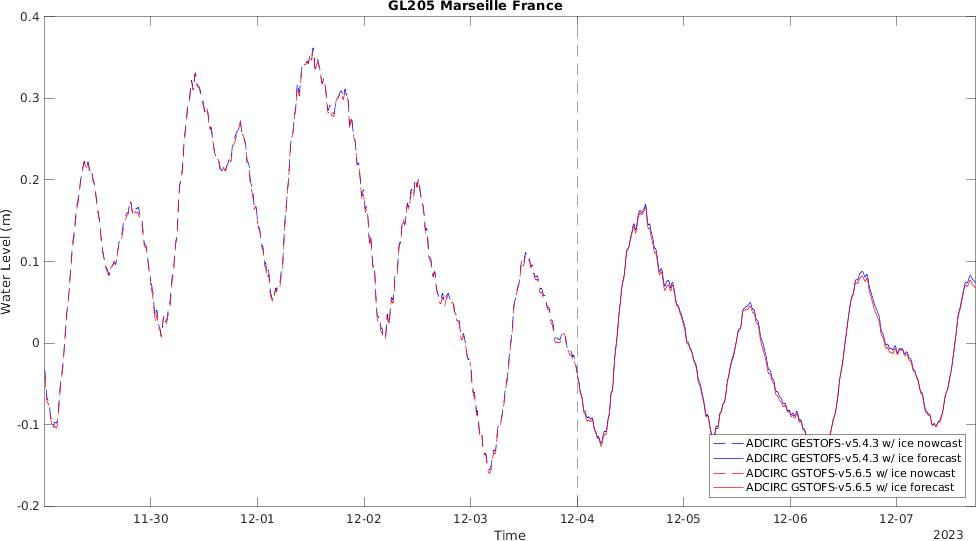 GL205 Marseille France
0.4
0.3
0.2
0.1
0
-0.1
-0.2
Water Level (m)
11-30
12-01
12-02
12-03
12-04
12-05
12-06
12-07
Time
2023
ADCIRC GESTOFS-v5.4.3 w/ ice nowcast
ADCIRC GESTOFS-v5.4.3 w/ ice forecast
ADCIRC GSTOFS-v5.6.5 w/ ice nowcast
ADCIRC GSTOFS-v5.6.5 w/ ice forecast